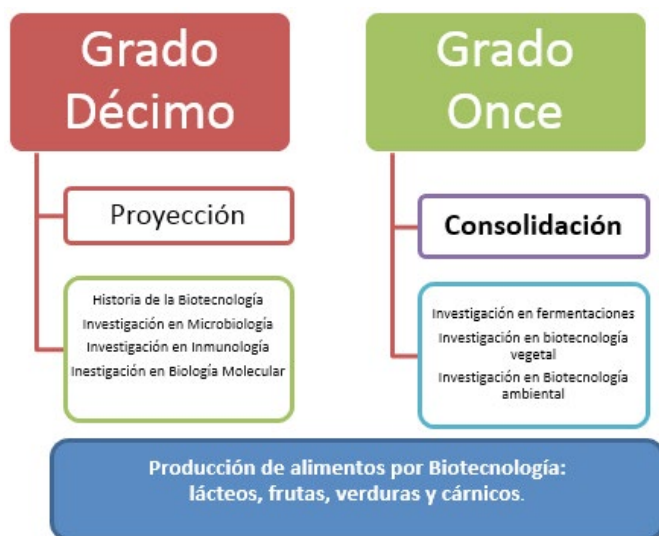 Grado
Décimo
Proyección
Historia de la Biotecnología
Investigación en Microbiología
Investigación en Inmunología
Inestigación en Biología Molecular
Grado
Once
Consolidación
Investigación en fermentaciones
Investigación en biotecnología
vegetal
Investigación en Biotecnología
ambiental
Producción de alimentos por Biotecnología:
lácteos, frutas, verduras y cárnicos.